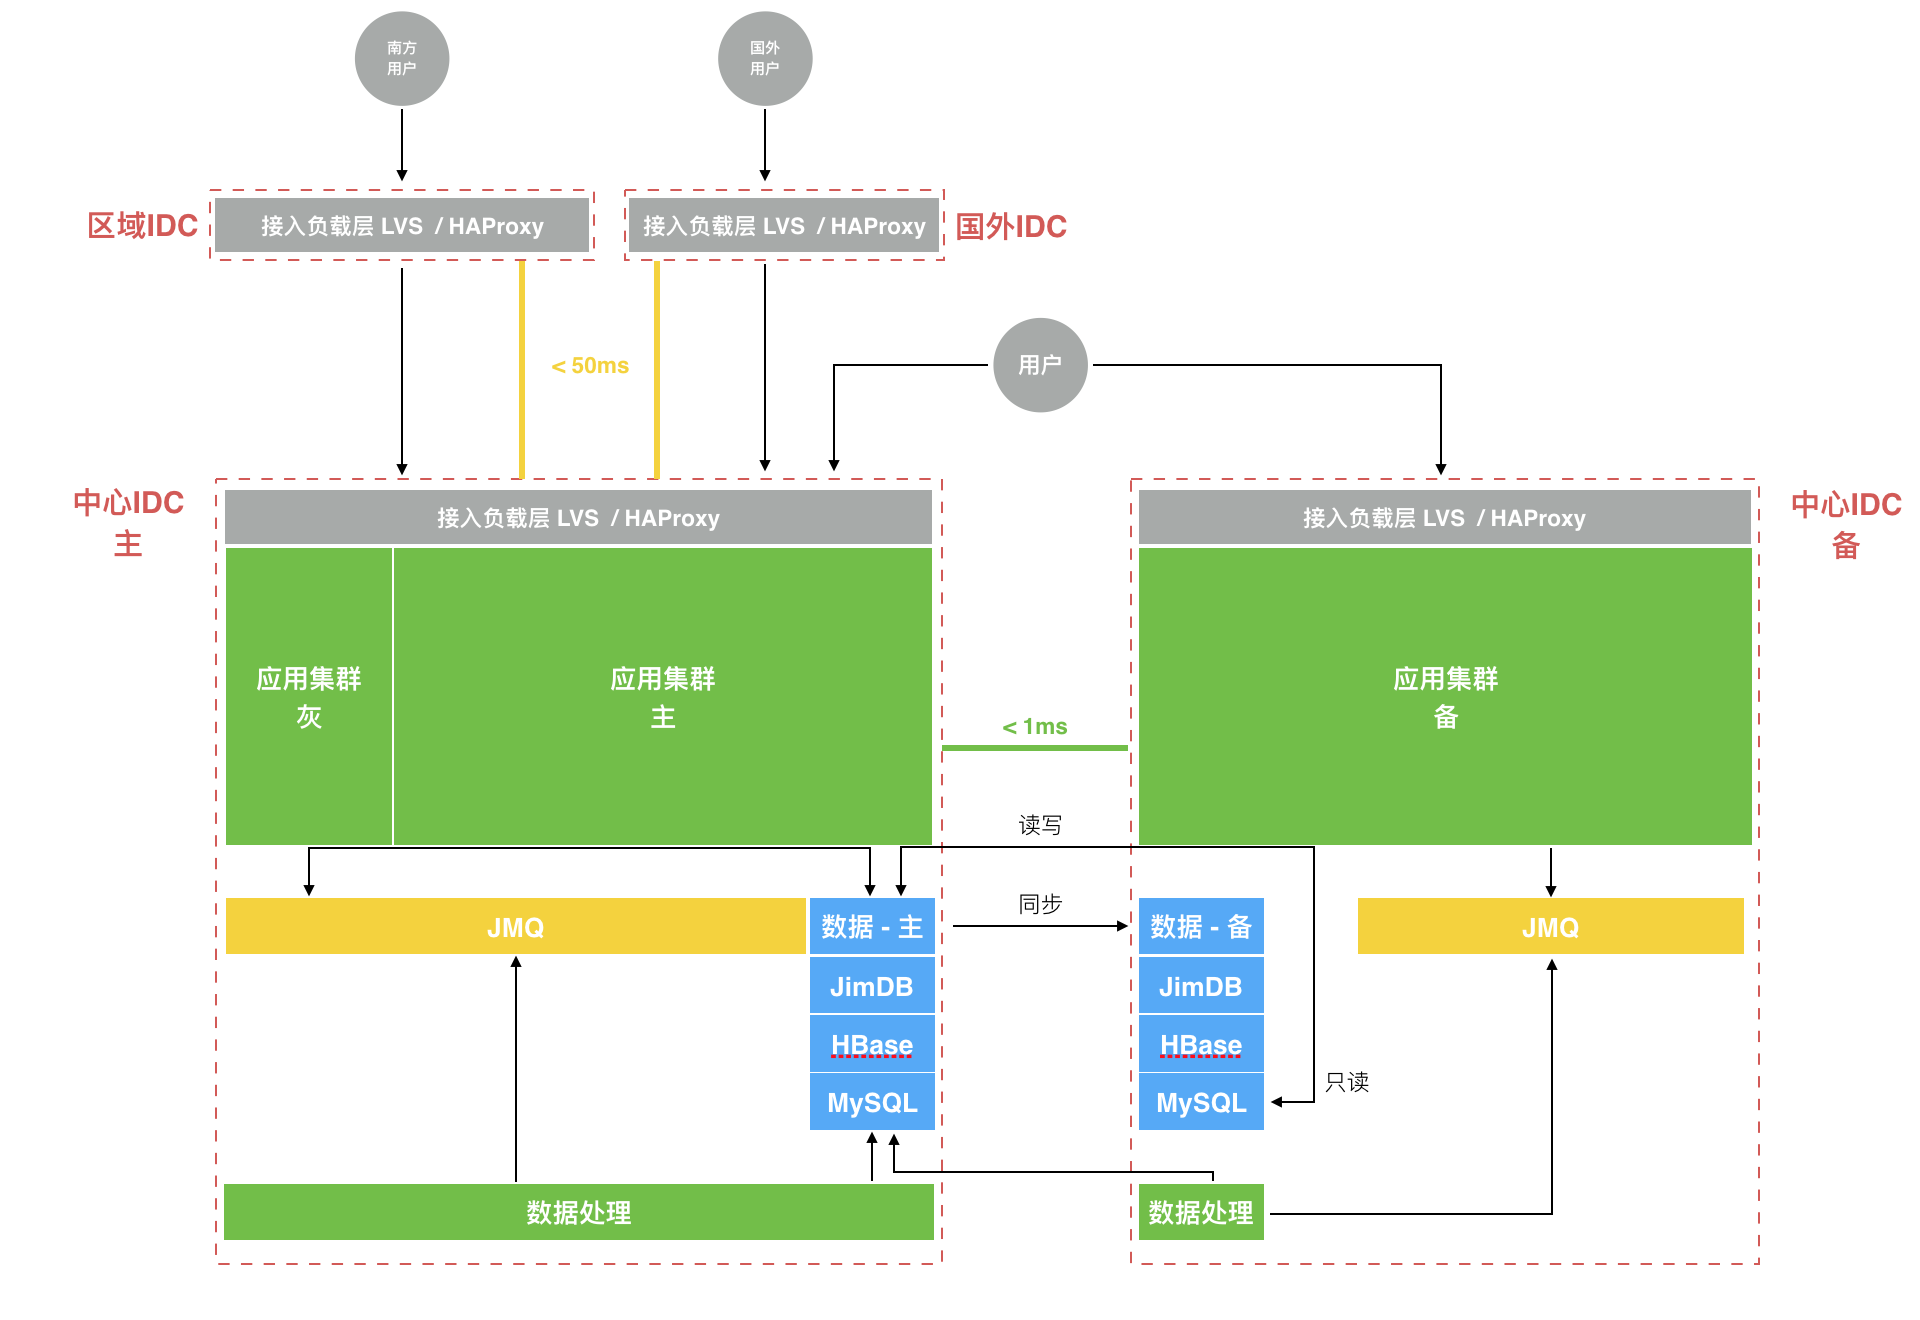 南方
用户
国外
用户
区域IDC
接入负载层 LVS / HAProxy
接入负载层 LVS / HAProxy
国外IDC
< 50ms
用户
中心IDC
主
接入负载层 LVS / HAProxy
接入负载层 LVS / HAProxy
中心IDC
备
应用集群
灰
应用集群
主
应用集群
备
< 1ms
读写
同步
JMQ
数据 - 主
数据 - 备
JMQ
JimDB
JimDB
HBase
HBase
MySQL
MySQL
只读
数据处理
数据处理